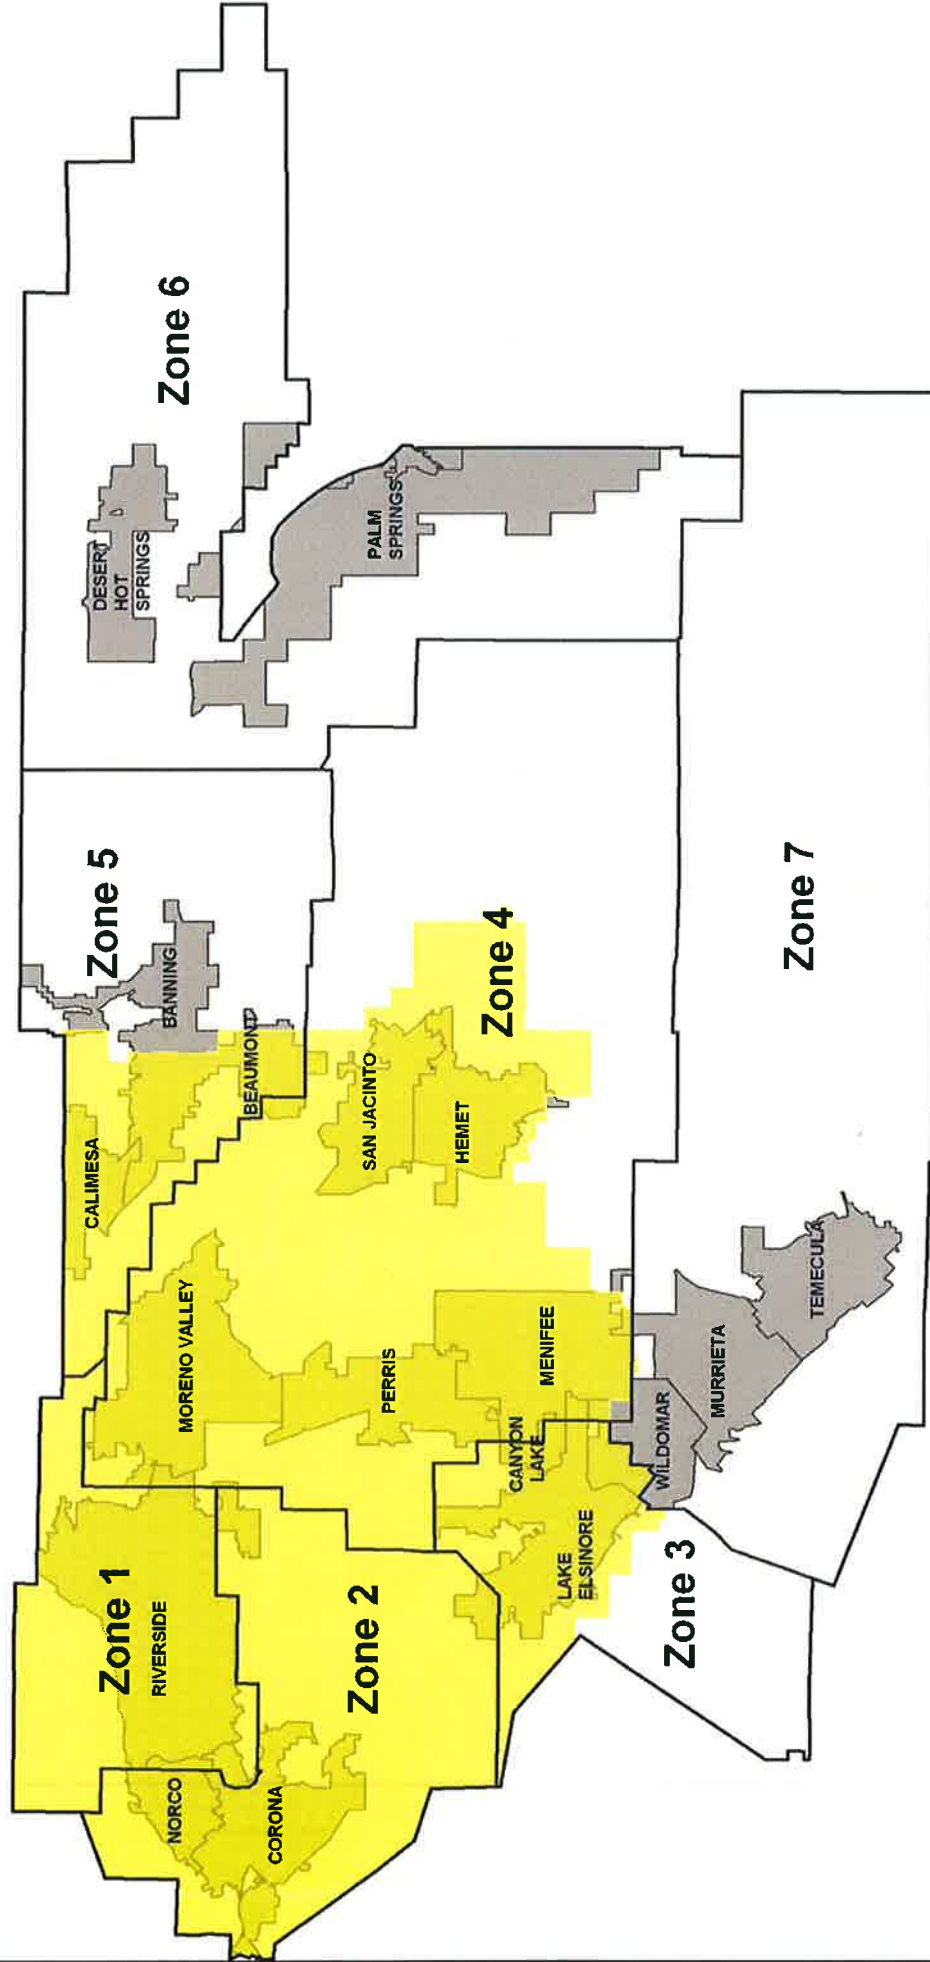 Zone 1
RIVERSIDE
NORCO
CORONA
Zone 2
MORENO VALLEY
PERRIS
CALIMESA
BEAUMONT
BANNING
Zone 5
DESERT
HOT
SPRINGS
Zone 6
PALM
SPRINGS
SAN JACINTO
HEMET
Zone 4
MENIFEE
CANYON
LAKE
LAKE
ELSINORE
Zone 3
WILDOMAR
MURRIETA
TEMECULA
Zone 7